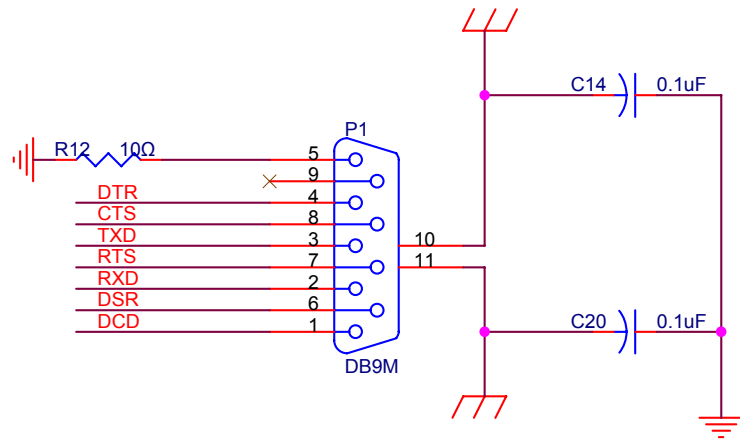 C14 0.1uF
P1
R12 10Ω 5
9
DTR 4
CTS 8
TXD 3 10
RTS 7 11
RXD 2
DSR 6
DCD 1
C20 0.1uF
DB9M